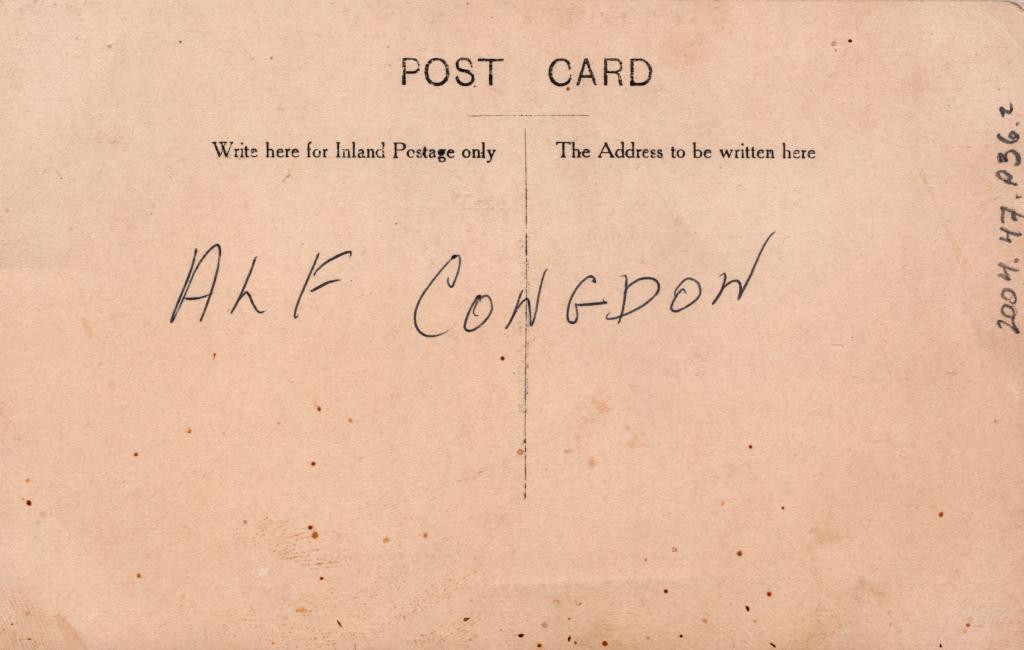 POST CARD
Write here for Inland Postage only
The Address to be written here
ALF CONGDON
2004.47.P36.2